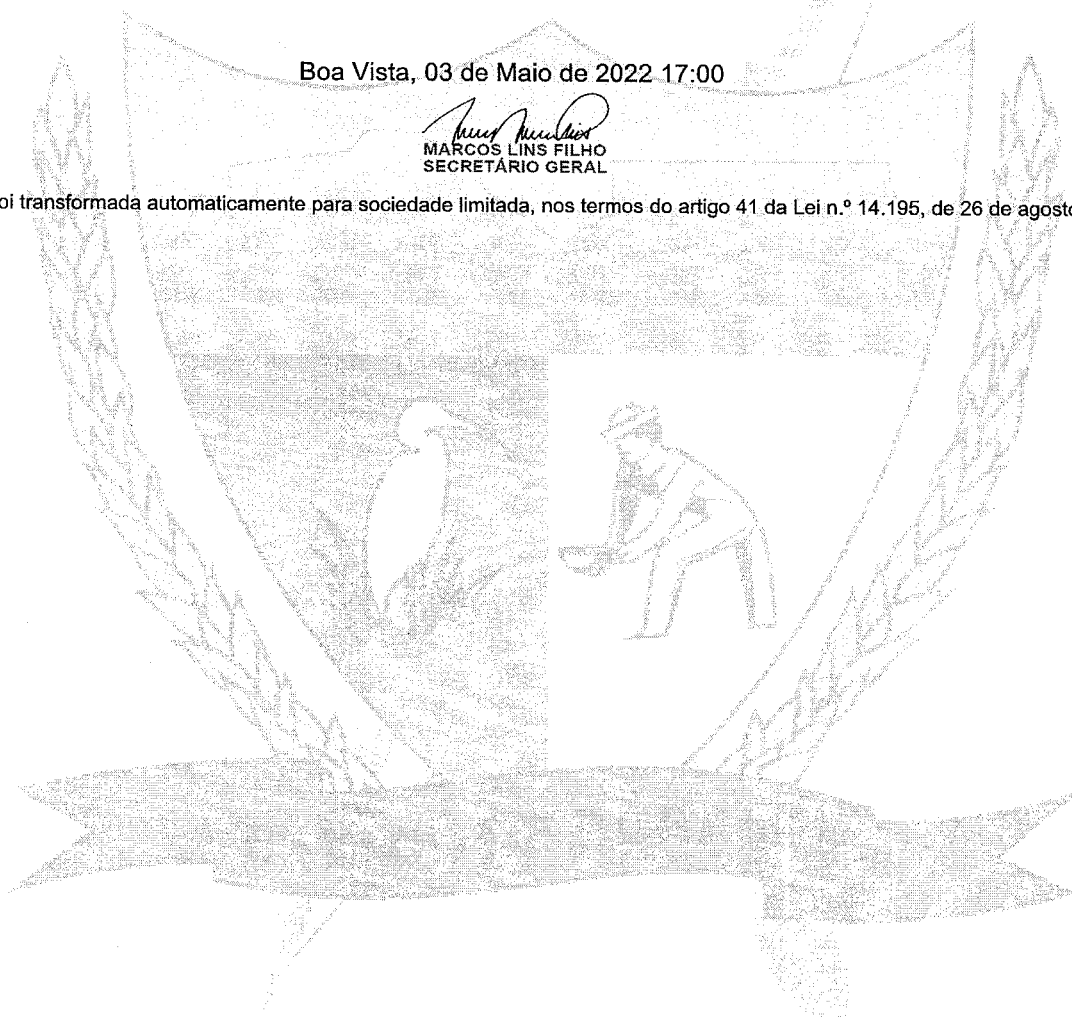 Boa Vista, 03 de Maio de 2022 17:00
MARCOS LINS FILHO
SECRETÁRIO GERAL
oi transformada automaticamente para sociedade limitada, nos termos do artigo 41 da Lei n.º 14.195, de 26 de agosto